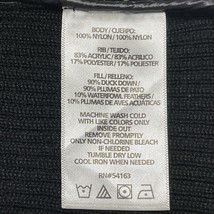 BODY / CUERPO:
100% NYLON / 100% NYLON
RIB / TEJIDO:
83% ACRYLIC / 83% ACRILICO
17% POLYESTER / 17% POLIESTER
FILL / RELLENO:
90% DUCK DOWN /
90% PLUMAS DE PATO
10% WATERFOWL FEATHERS /
10% PLUMAS DE AVES ACUATIC
MACHINE WASH COLD
WITH LIKE COLORS ONLY
INSIDE OUT
REMOVE PROMPTLY
ONLY NON-CHLORINE BLEACH
IF NEEDED
TUMBLE DRY LOW
COOL IRON WHEN NEEDED
RN#54163